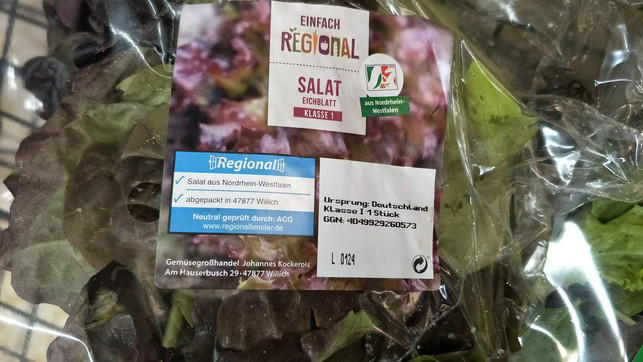 EINFACH
REGIONAL
SALAT
EICHBLATT
KLASSE 1
aus Nordrhein-
Westfalen
Regional
Salat aus Nordrhein-Westfalen
abgepackt in 47877 Willich
Neutral geprüft durch: ACG
www.regionalfenster.de
Ursprung: Deutschland
Klasse I 1 Stück
GGN: 4049929260573
L 0124
Gemüsegroßhandel Johannes Kockerols
Am Hauserbusch 29·47877 Willich